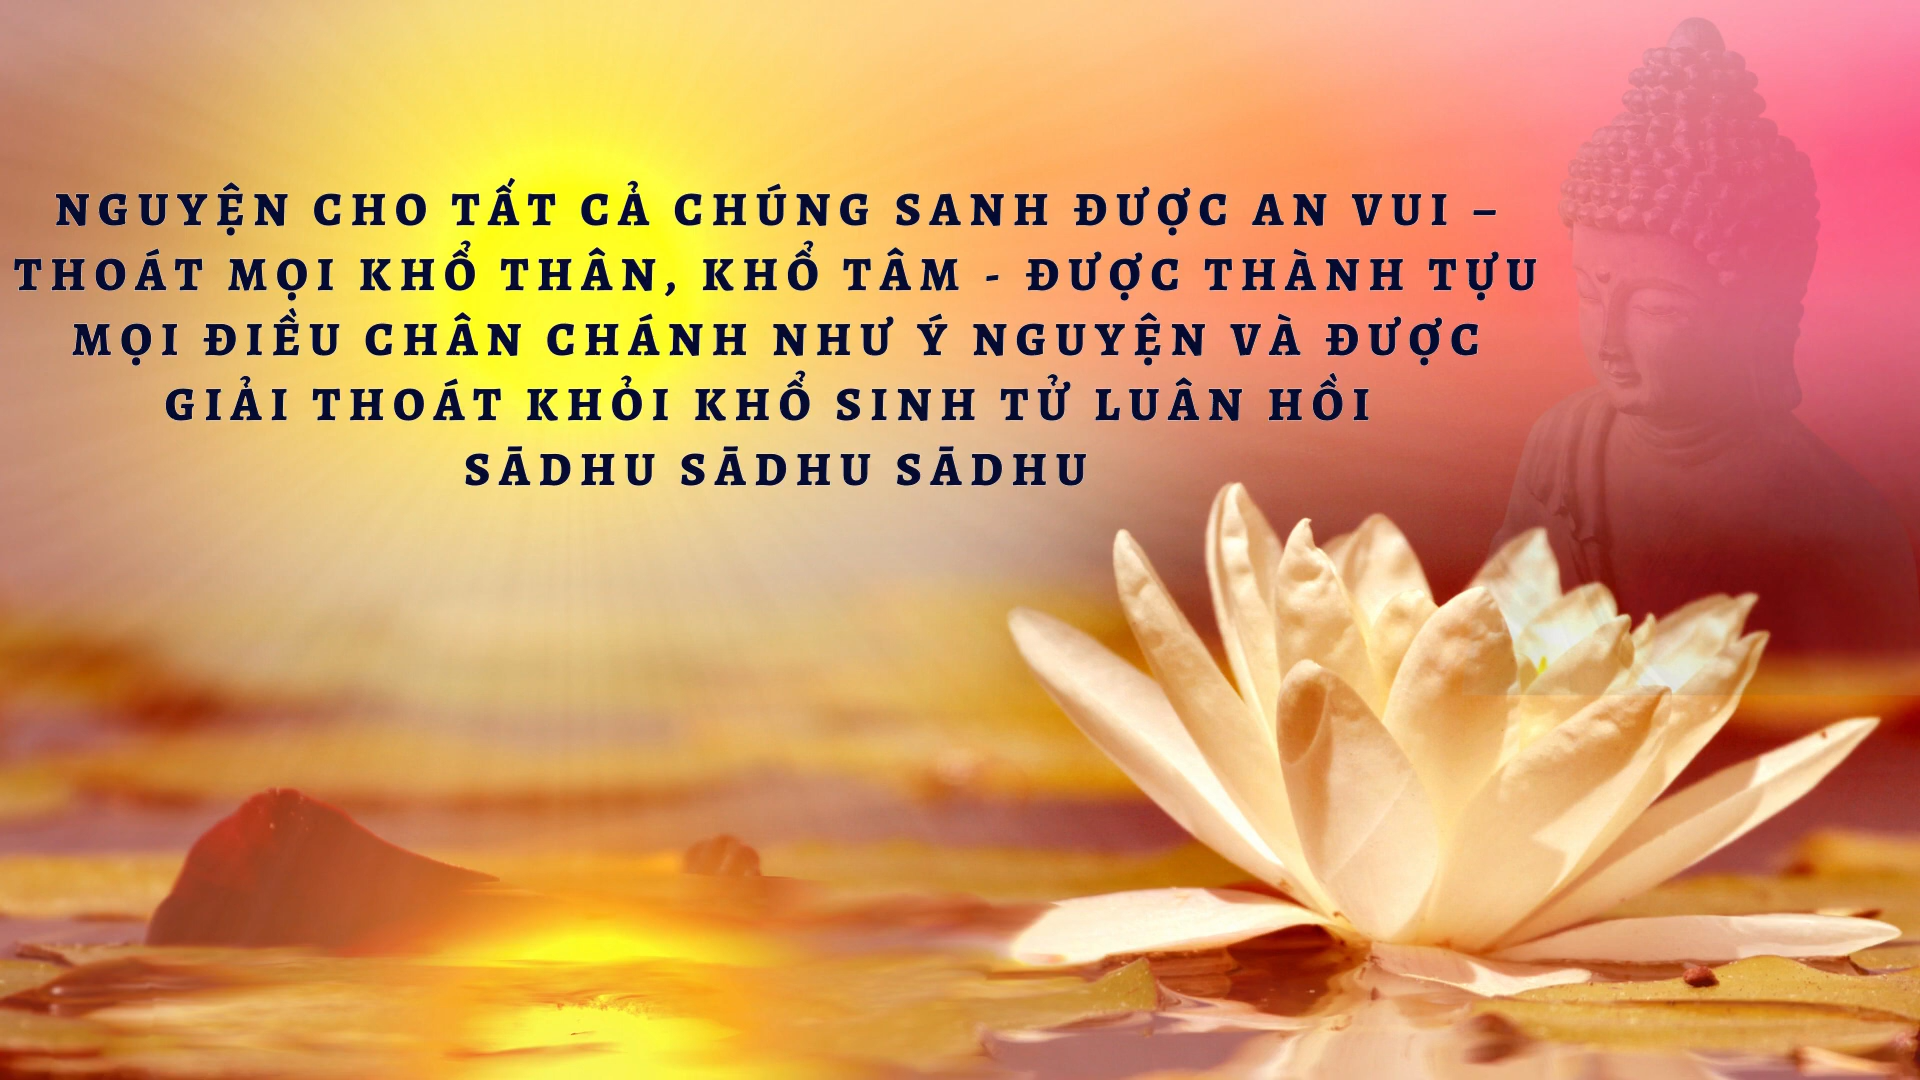 NGUYỆN CHO TẤT CẢ CHÚNG SANH ĐƯỢC AN VUI –
THOÁT MỌI KHỔ THÂN, KHỔ TÂM - ĐƯỢC THÀNH TỰU
MỌI ĐIỀU CHÂN CHÁNH NHƯ Ý NGUYỆN VÀ ĐƯỢC
GIẢI THOÁT KHỎI KHỔ SINH TỬ LUÂN HỒI
SĀDHU SĀDHU SĀDHU